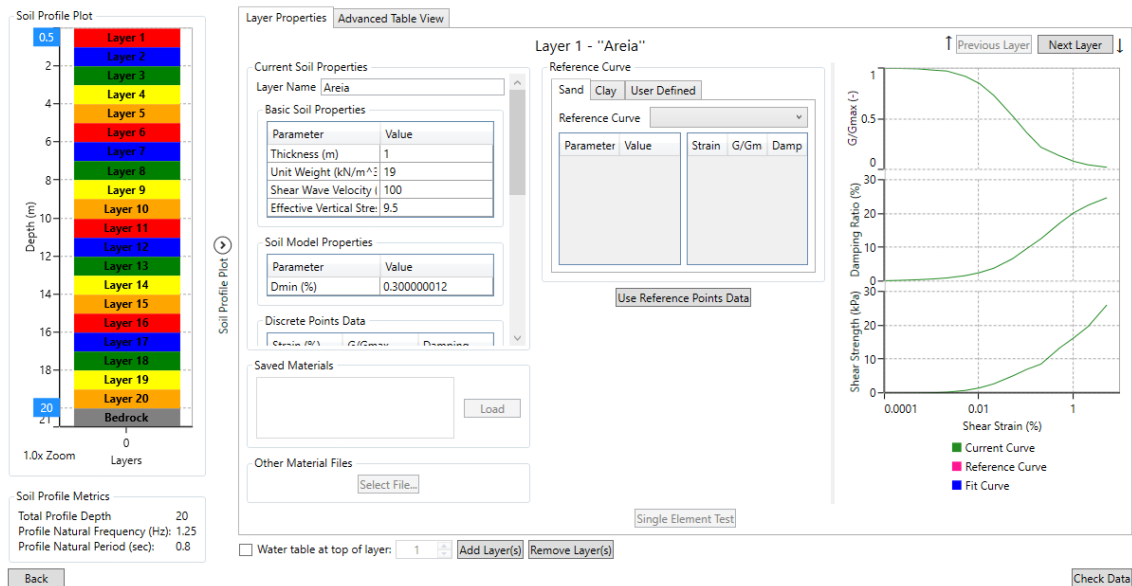 Soil Profile Plot
0.5
2
4
6
8
10
12
14
16
18
20
21
Depth (m)
Layer 1
Layer 2
Layer 3
Layer 4
Layer 5
Layer 6
Layer 7
Layer 8
Layer 9
Layer 10
Layer 11
Layer 12
Layer 13
Layer 14
Layer 15
Layer 16
Layer 17
Layer 18
Layer 19
Layer 20
Bedrock
0
1.0x Zoom
Layers
Soil Profile Metrics
Total Profile Depth 20
Profile Natural Frequency (Hz): 1.25
Profile Natural Period (sec): 0.8
Back
Soil Profile Plot
Layer Properties Advanced Table View
Layer 1 - "Areia"
↑ Previous Layer Next Layer ↓
Current Soil Properties
Layer Name Areia
Basic Soil Properties
Parameter Value
Thickness (m) 1
Unit Weight (kN/m^3 19
Shear Wave Velocity ( 100
Effective Vertical Stre: 9.5
Soil Model Properties
Parameter Value
Dmin (%) 0.300000012
Discrete Points Data
Strain (%) G/Gmax Damping
Saved Materials
Load
Other Material Files
Select File...
Reference Curve
Sand Clay User Defined
Reference Curve
Parameter Value
Strain G/Gm Damp
Use Reference Points Data
Single Element Test
G/Gmax (-)
1
0.5
0
Damping Ratio (%)
30
20
10
0
Shear Strength (kPa)
30
20
10
0
0.0001 0.01 1
Shear Strain (%)
Current Curve
Reference Curve
Fit Curve
Water table at top of layer: 1 Add Layer(s) Remove Layer(s)
Check Data